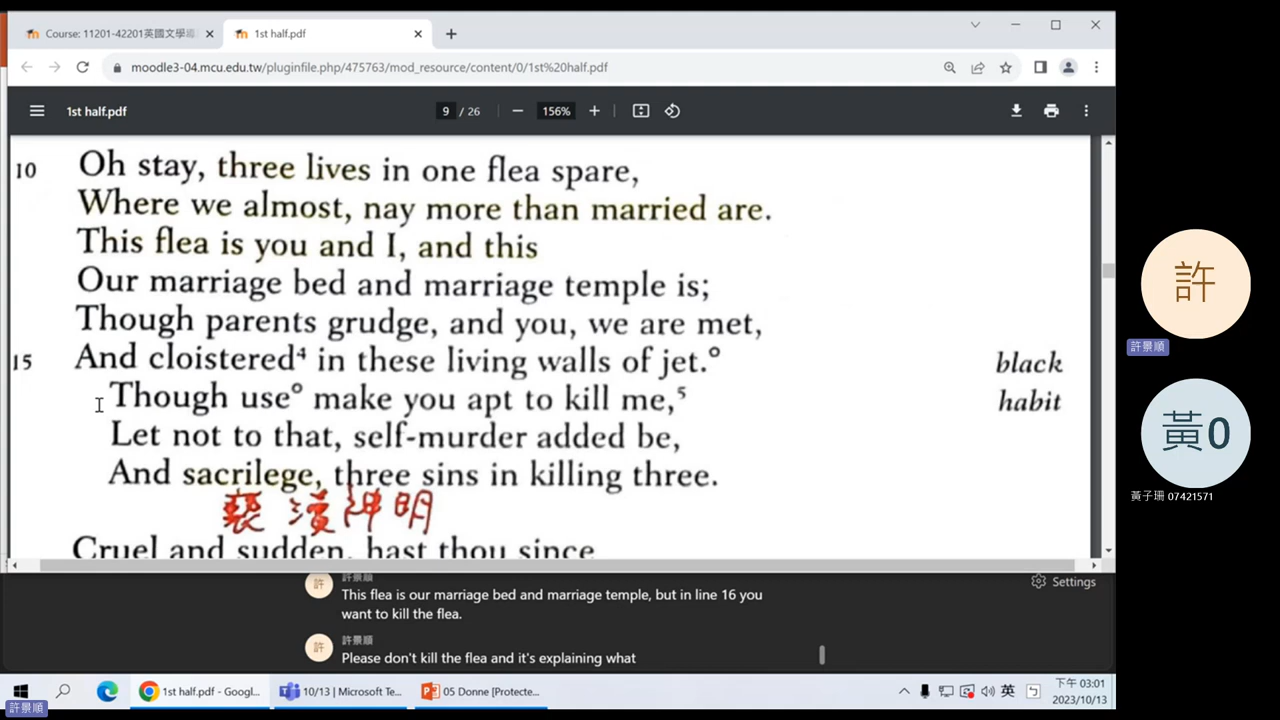 Course: 11201-42201英國文學導
1st half.pdf
moodle3-04.mcu.edu.tw/pluginfile.php/475763/mod_resource/content/0/1st%20half.pdf
1st half.pdf
9 / 26
156%
10 Oh stay, three lives in one flea spare,
Where we almost, nay more than married are.
This flea is you and I, and this
Our marriage bed and marriage temple is;
Though parents grudge, and you, we are met,
15 And cloistered⁴ in these living walls of jet.° black
Though use° make you apt to kill me,⁵ habit
Let not to that, self-murder added be,
And sacrilege, three sins in killing three.
褻瀆神明
Cruel and sudden, hast thou since
許
許景順
黃0
黃子珊 07421571
Settings
許 許景順
This flea is our marriage bed and marriage temple, but in line 16 you
want to kill the flea.
許 許景順
Please don't kill the flea and it's explaining what
1st half.pdf - Googl...
10/13 | Microsoft Te...
05 Donne [Protecte...
英
下午 03:01
2023/10/13
許景順